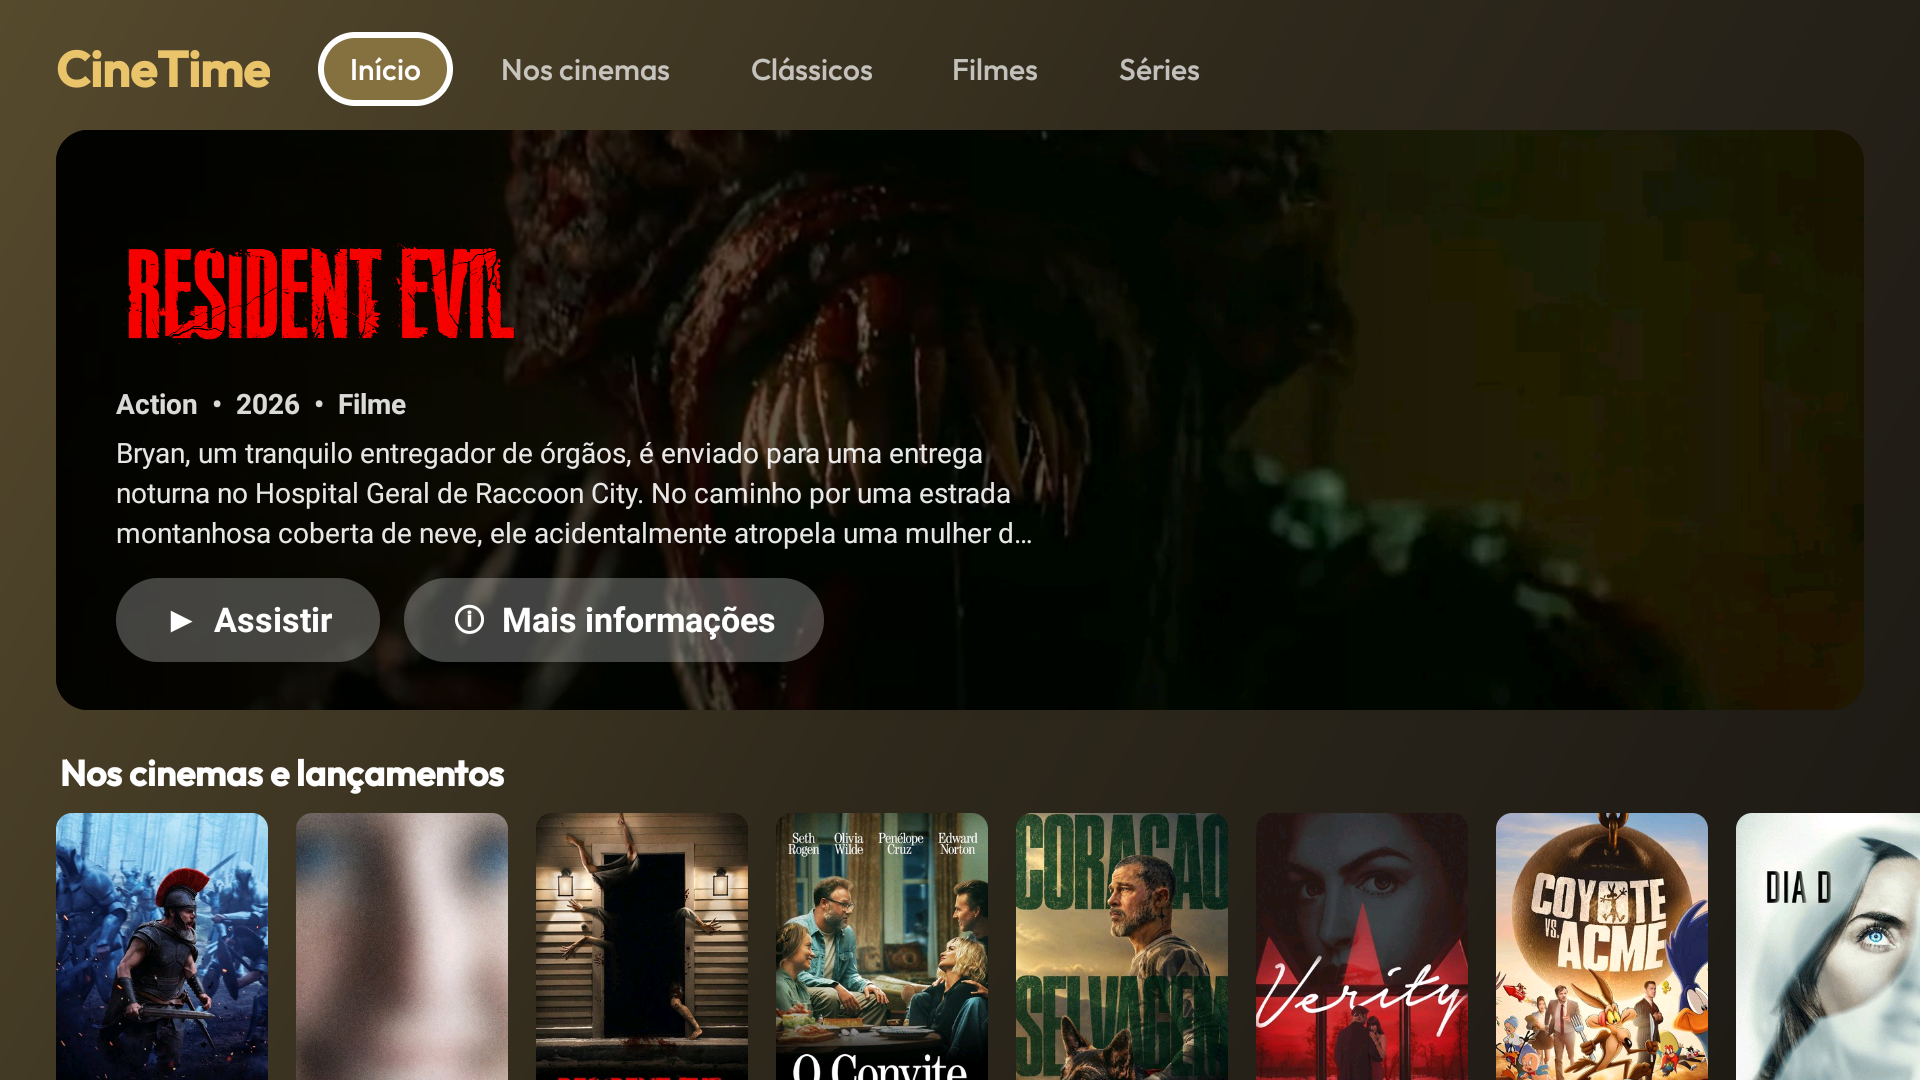 CineTime
Início
Nos cinemas
Clássicos
Filmes
Séries
RESIDENT EVIL
Action • 2026 • Filme
Bryan, um tranquilo entregador de órgãos, é enviado para uma entrega
noturna no Hospital Geral de Raccoon City. No caminho por uma estrada
montanhosa coberta de neve, ele acidentalmente atropela uma mulher d...
Assistir
Mais informações
Nos cinemas e lançamentos
Seth Olivia Penélope Edward
Rogen Wilde Cruz Norton
O Convite
CORAÇÃO
SELVAGEM
Verity
COYOTE
VS.
ACME
DIA D